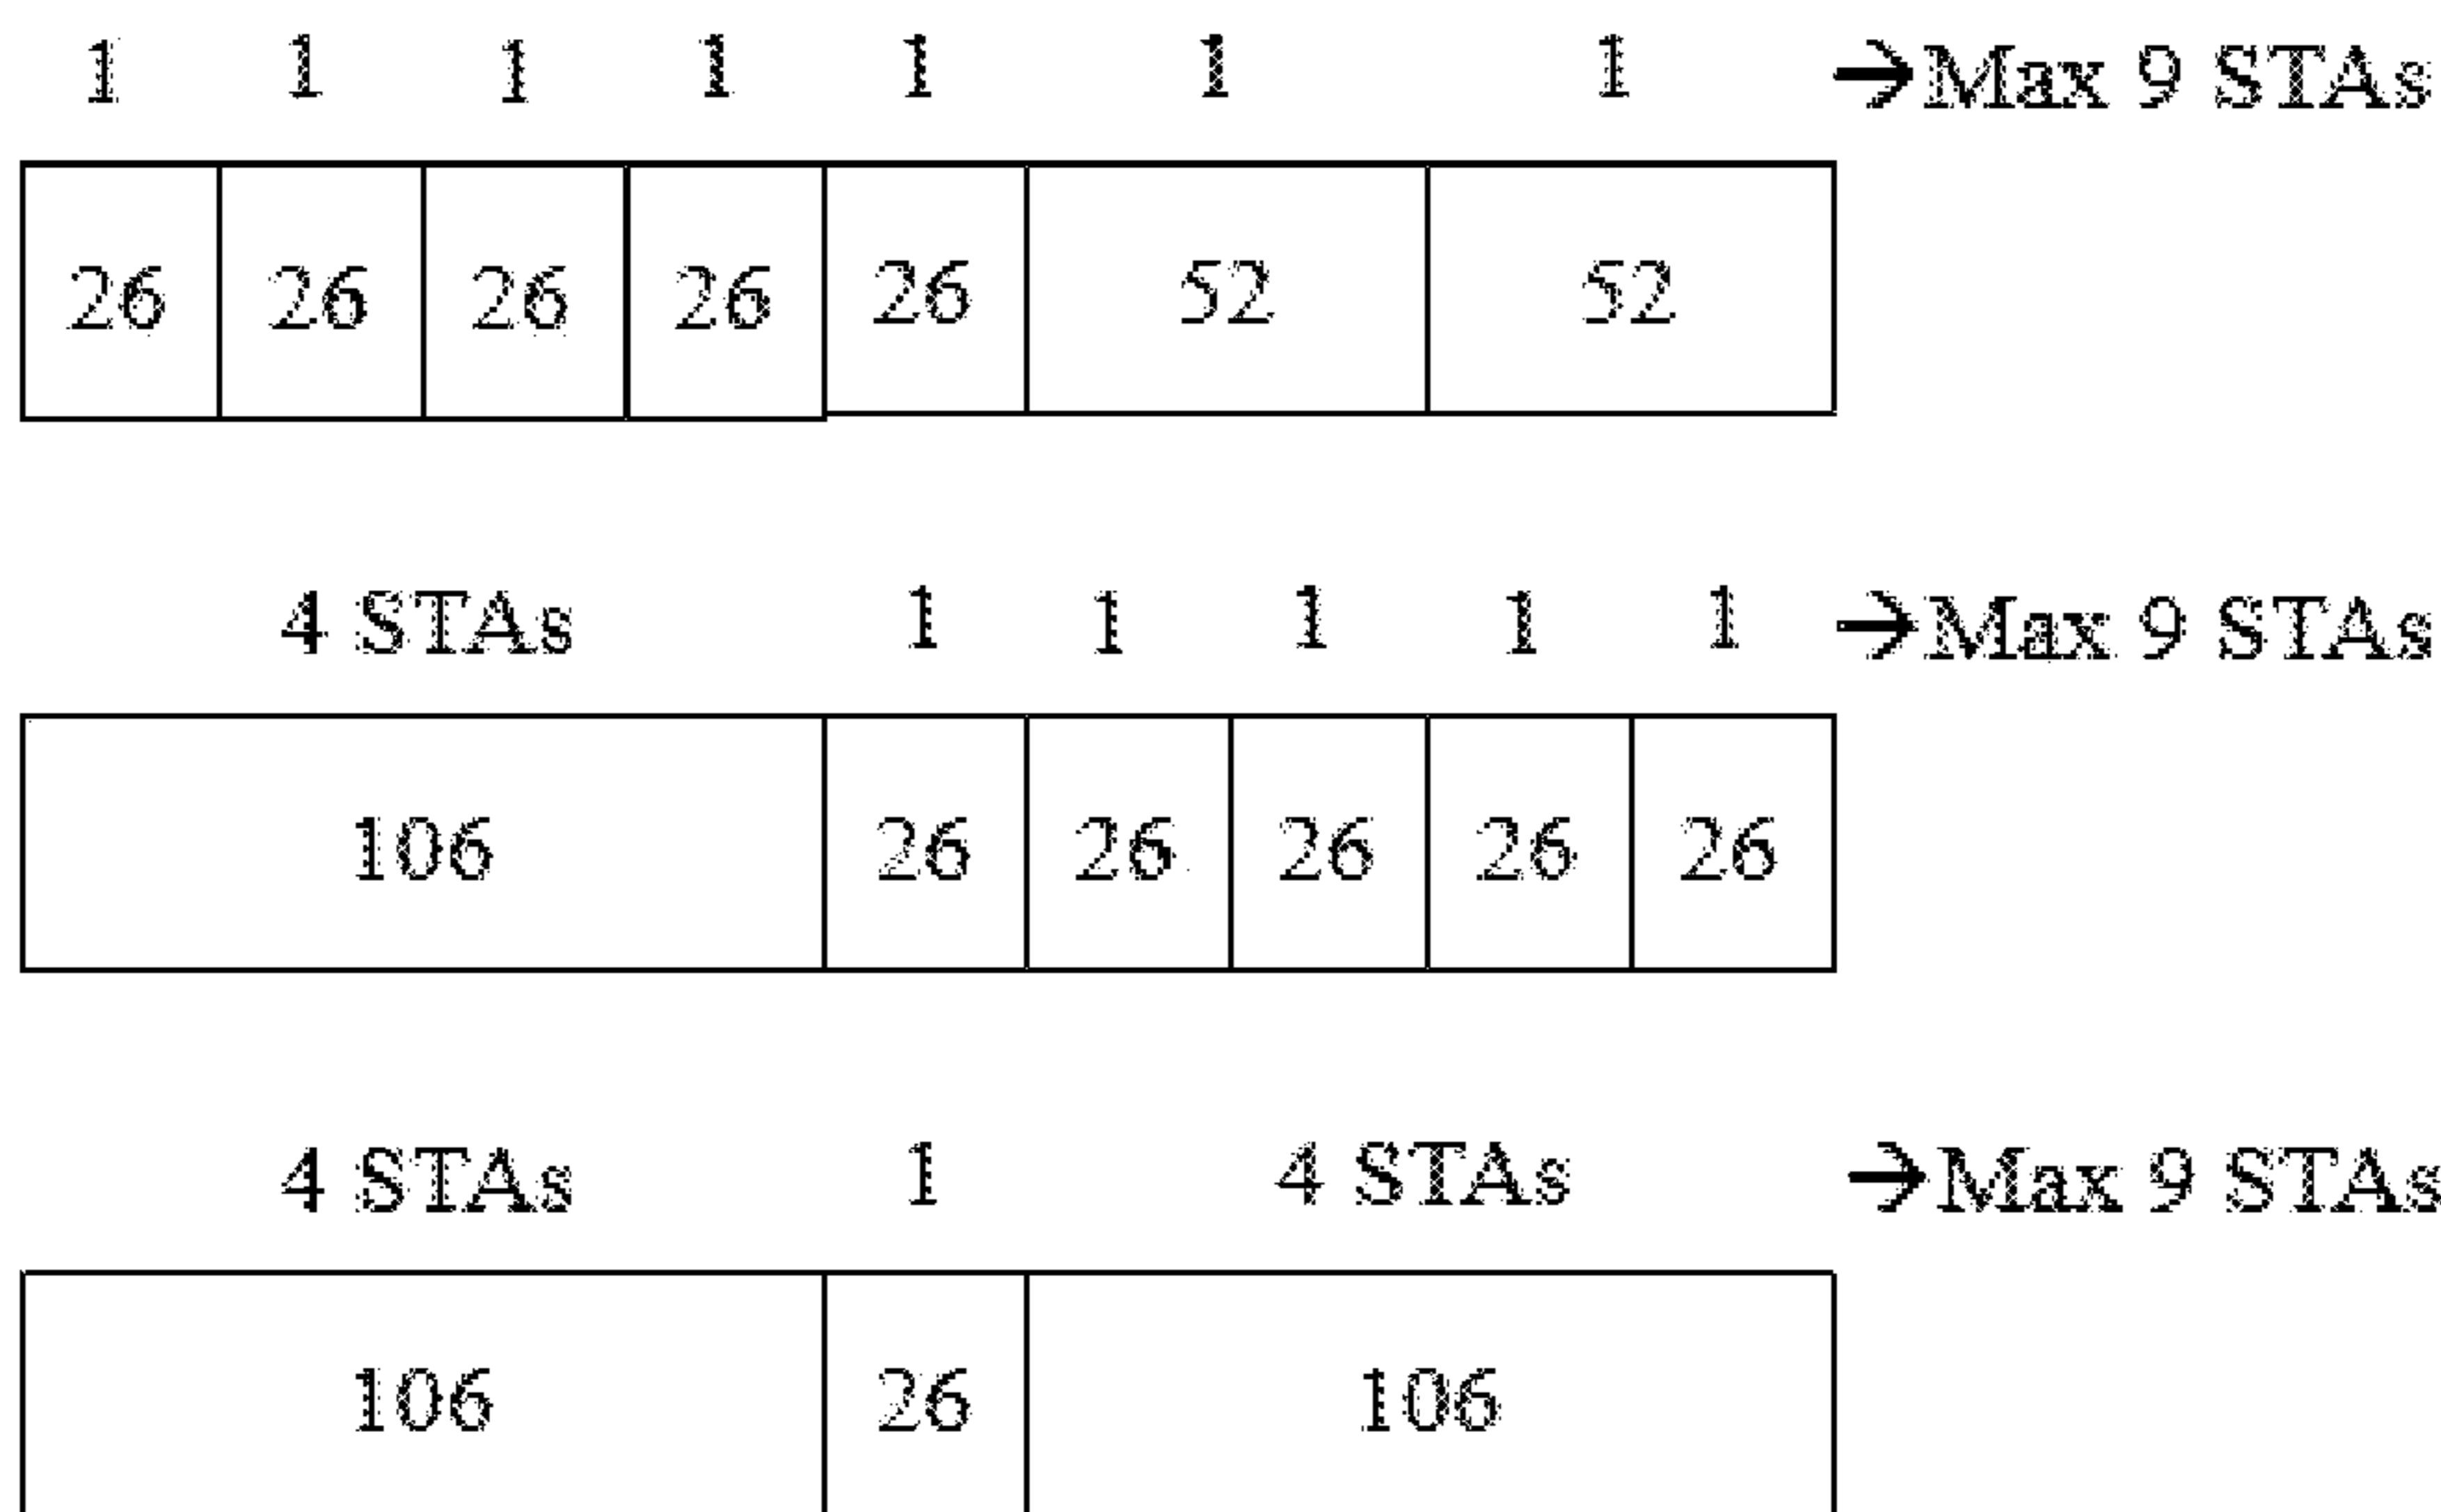 1 1 1 1 1 1 1 →Max 9 STAs
26 26 26 26 26 52 52
4 STAs 1 1 1 1 1 →Max 9 STAs
106 26 26 26 26 26
4 STAs 1 4 STAs →Max 9 STAs
106 26 106